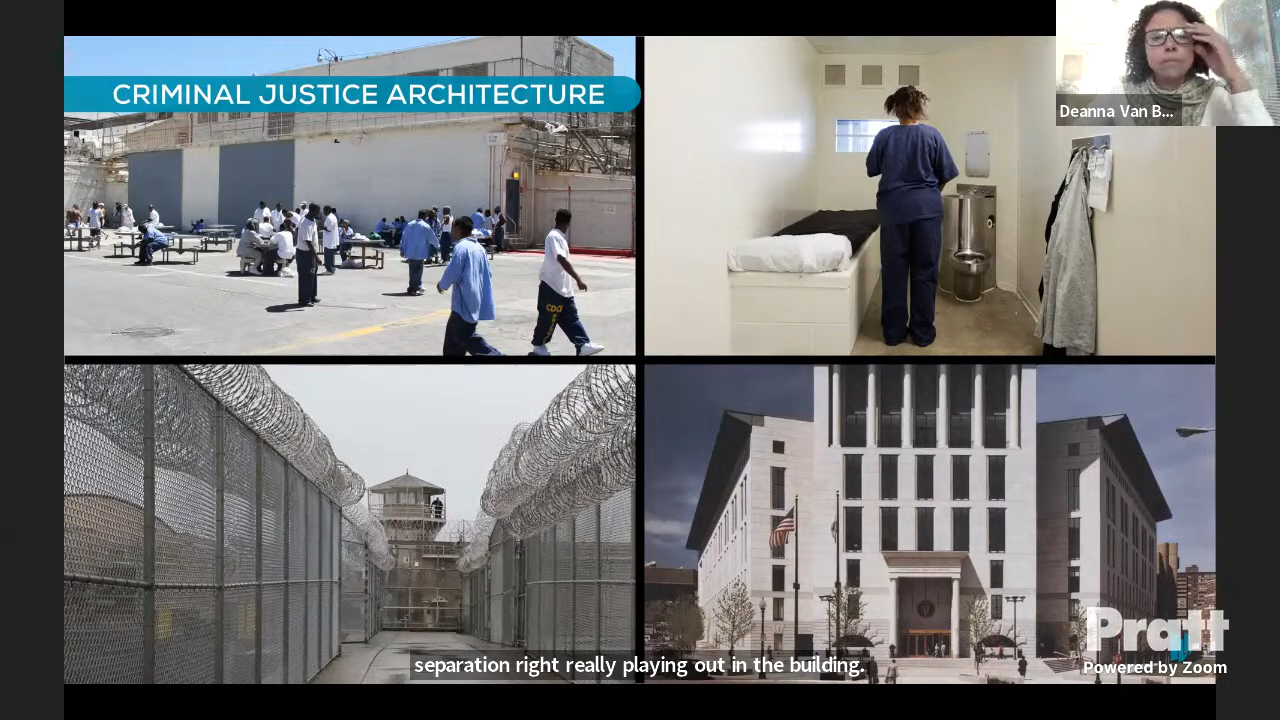 CRIMINAL JUSTICE ARCHITECTURE
Deanna Van B...
separation right really playing out in the building.
Pratt
Powered by Zoom